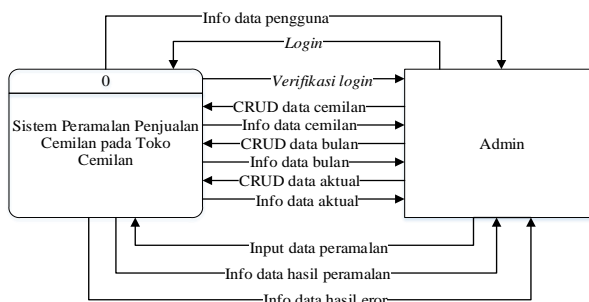 Info data pengguna
Login
0
Verifikasi login
CRUD data cemilan
Sistem Peramalan Penjualan
Cemilan pada Toko
Cemilan
Info data cemilan
CRUD data bulan
Admin
Info data bulan
CRUD data aktual
Info data aktual
Input data peramalan
Info data hasil peramalan
Info data hasil eror